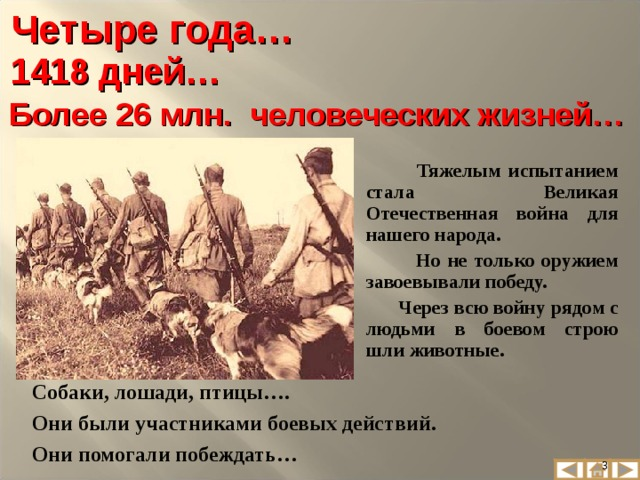 Четыре года…
1418 дней…
Более 26 млн. человеческих жизней…
Тяжелым испытанием
стала Великая
Отечественная война для
нашего народа.
Но не только оружием
завоевывали победу.
Через всю войну рядом с
людьми в боевом строю
шли животные.
Собаки, лошади, птицы….
Они были участниками боевых действий.
Они помогали побеждать…
3